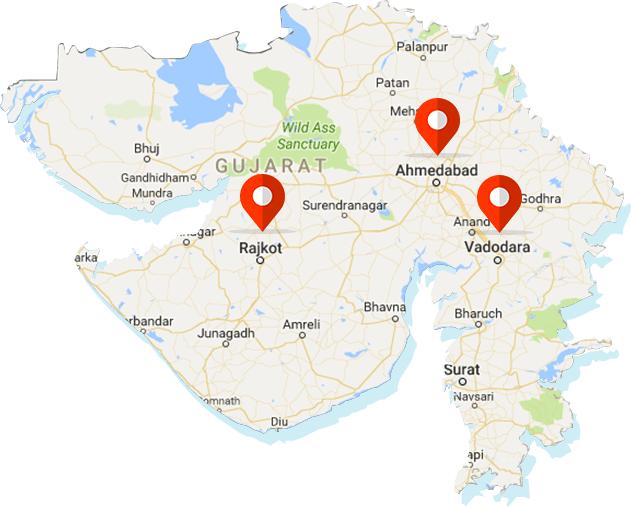 Palanpur
Patan
Mehs
Wild Ass
Sanctuary
Bhuj
GUJARAT
Ahmedabad
Gandhidham
Mundra
Surendranagar
Godhra
Anand
nagar
Rajkot
Vadodara
arka
Bhavna
Bharuch
rbandar
Junagadh
Amreli
Surat
Navsari
omnath
Diu
api